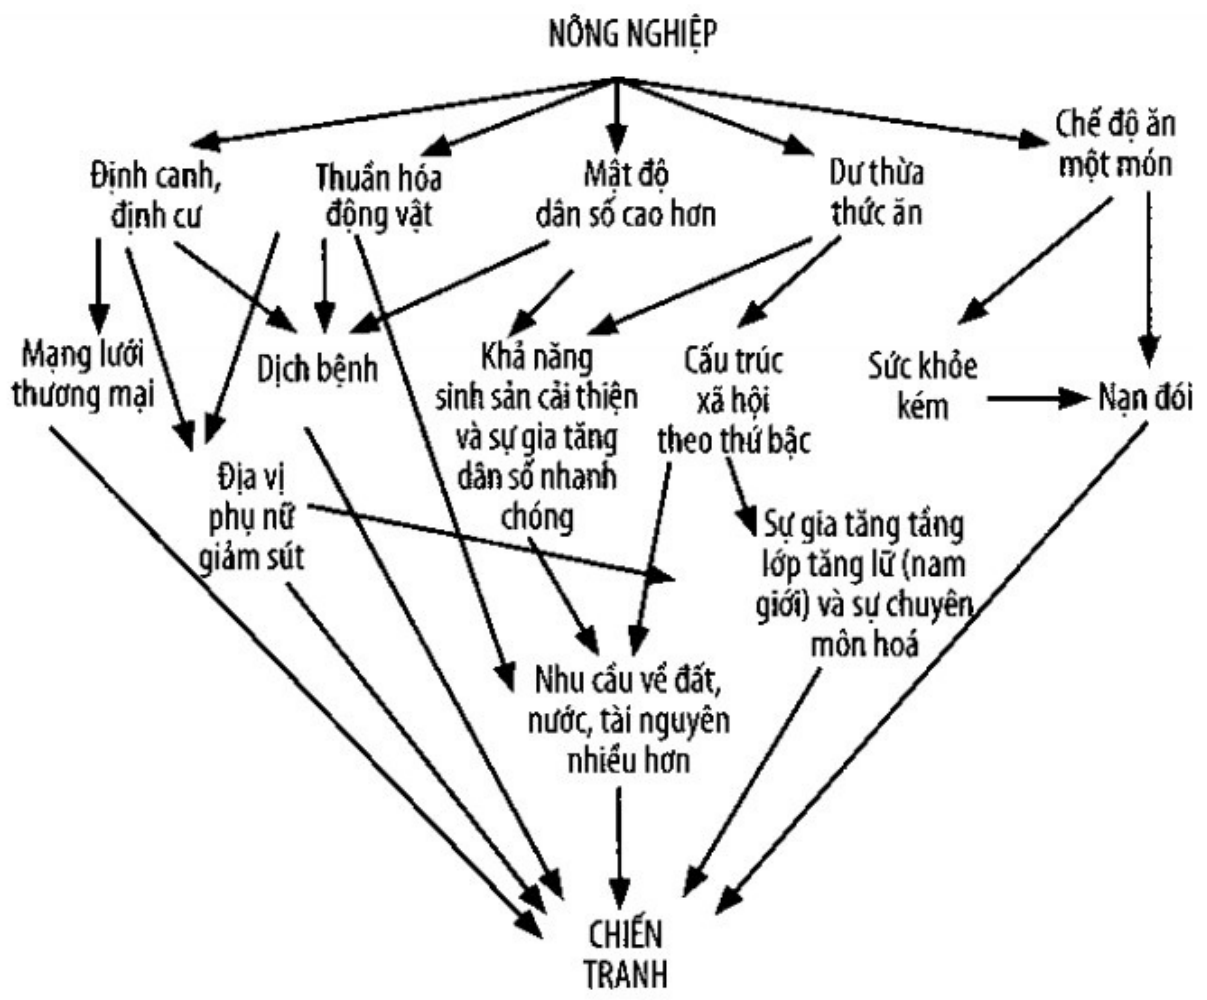 NÔNG NGHIỆP
Định canh,
định cư
Thuần hóa
động vật
Mật độ
dân số cao hơn
Dư thừa
thức ăn
Chế độ ăn
một món
Mạng lưới
thương mại
Dịch bệnh
Khả năng
sinh sản cải thiện
và sự gia tăng
dân số nhanh
chóng
Cấu trúc
xã hội
theo thứ bậc
Sức khỏe
kém
Nạn đói
Địa vị
phụ nữ
giảm sút
Sự gia tăng tầng
lớp tăng lữ (nam
giới) và sự chuyên
môn hoá
Nhu cầu về đất,
nước, tài nguyên
nhiều hơn
CHIẾN
TRANH